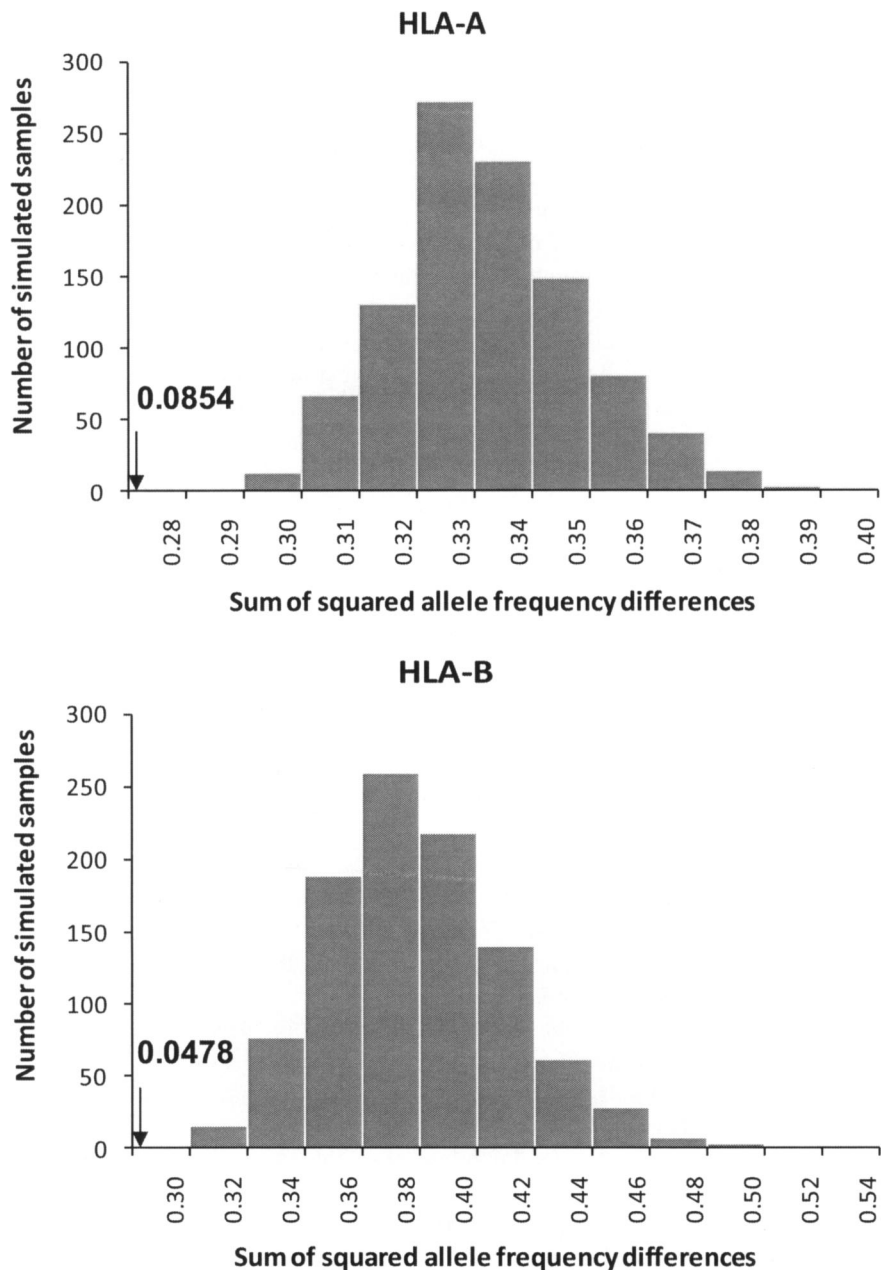 HLA-A
Number of simulated samples
300
250
200
150
100
50
0
0.0854
0.28 0.29 0.30 0.31 0.32 0.33 0.34 0.35 0.36 0.37 0.38 0.39 0.40
Sum of squared allele frequency differences
HLA-B
Number of simulated samples
300
250
200
150
100
50
0
0.0478
0.30 0.32 0.34 0.36 0.38 0.40 0.42 0.44 0.46 0.48 0.50 0.52 0.54
Sum of squared allele frequency differences